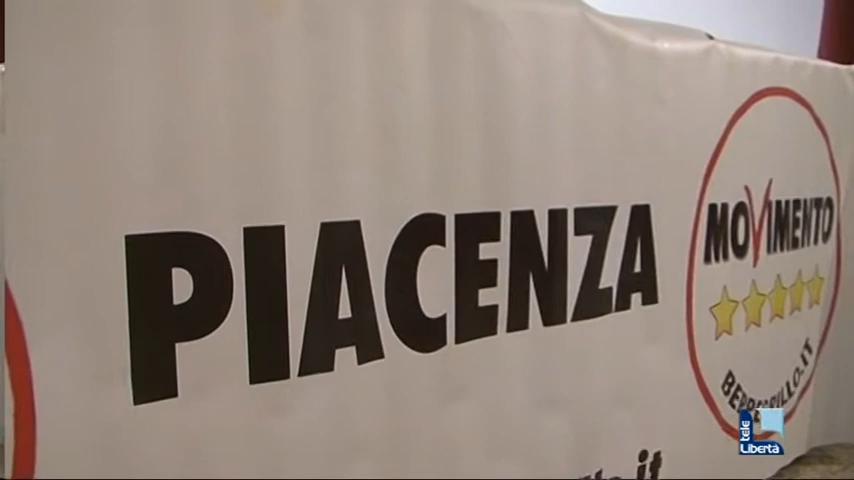 PIACENZA
MOVIMENTO
BEPPEGRILLO.IT
tele
Libertà